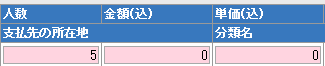 人数 金額(込) 単価(込)
支払先の所在地 分類名
5 0 0